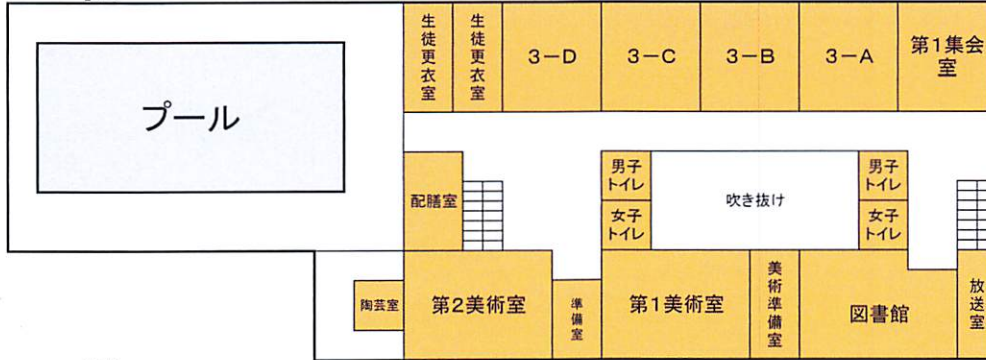 プール
生徒更衣室
生徒更衣室
3-D
3-C
3-B
3-A
第1集会
室
配膳室
男子
トイレ
女子
トイレ
吹き抜け
男子
トイレ
女子
トイレ
陶芸室
第2美術室
準備室
第1美術室
美術準備室
図書館
放送室